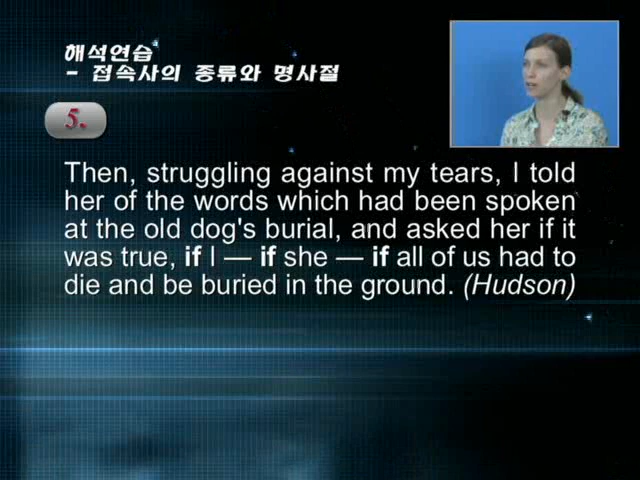 해석연습
- 접속사의 종류와 명사절
5.
Then, struggling against my tears, I told
her of the words which had been spoken
at the old dog's burial, and asked her if it
was true, if I — if she — if all of us had to
die and be buried in the ground. (Hudson)